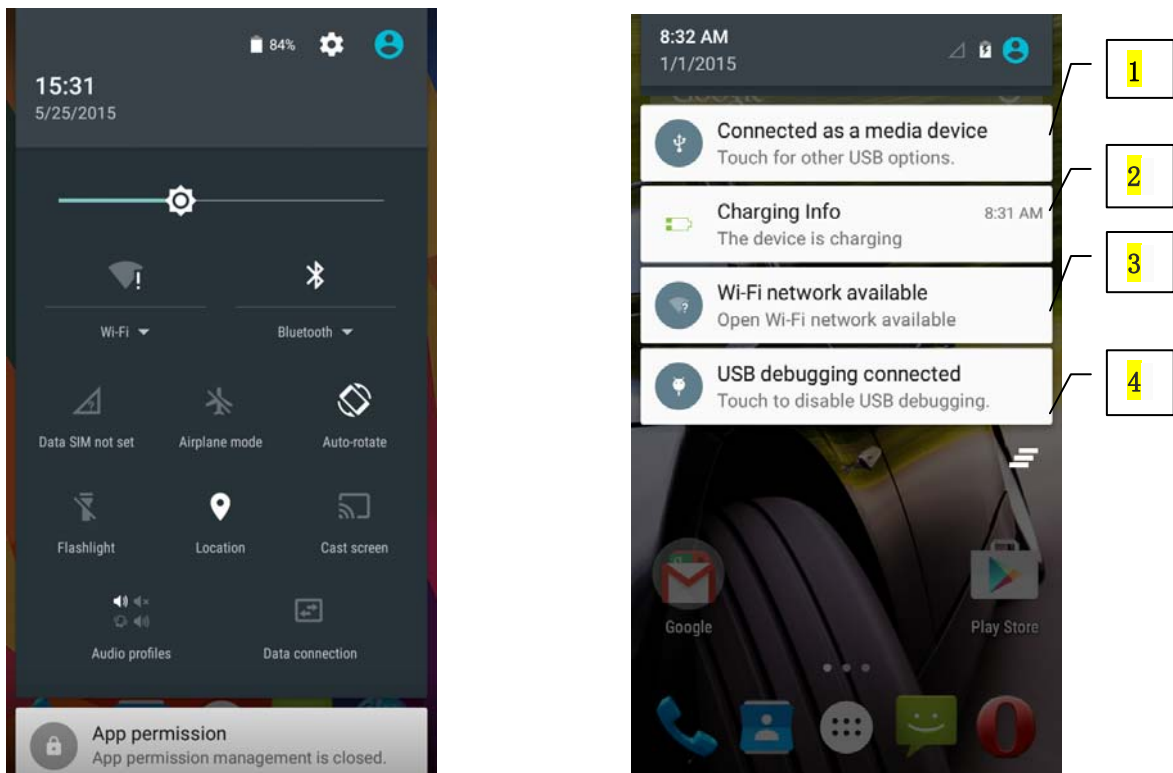 84%
15:31
5/25/2015
Wi-Fi
Bluetooth
Data SIM not set
Airplane mode
Auto-rotate
Flashlight
Location
Cast screen
Audio profiles
Data connection
App permission
App permission management is closed.
8:32 AM
1/1/2015
Google
Connected as a media device
Touch for other USB options.
1
Charging Info
8:31 AM
The device is charging
2
Wi-Fi network available
Open Wi-Fi network available
3
USB debugging connected
Touch to disable USB debugging.
4
Google
Play Store